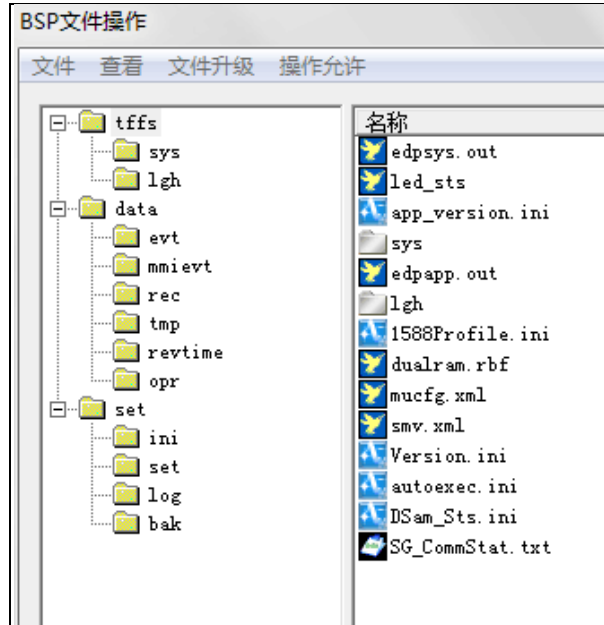 BSP文件操作
文件 查看 文件升级 操作允许
tffs
sys
lgh
data
evt
mmievt
rec
tmp
revtime
opr
set
ini
set
log
bak
名称
edpsys.out
led_sts
app_version.ini
sys
edpapp.out
lgh
1588Profile.ini
dualram.rbf
mucfg.xml
smv.xml
Version.ini
autoexec.ini
DSam_Sts.ini
SG_CommStat.txt